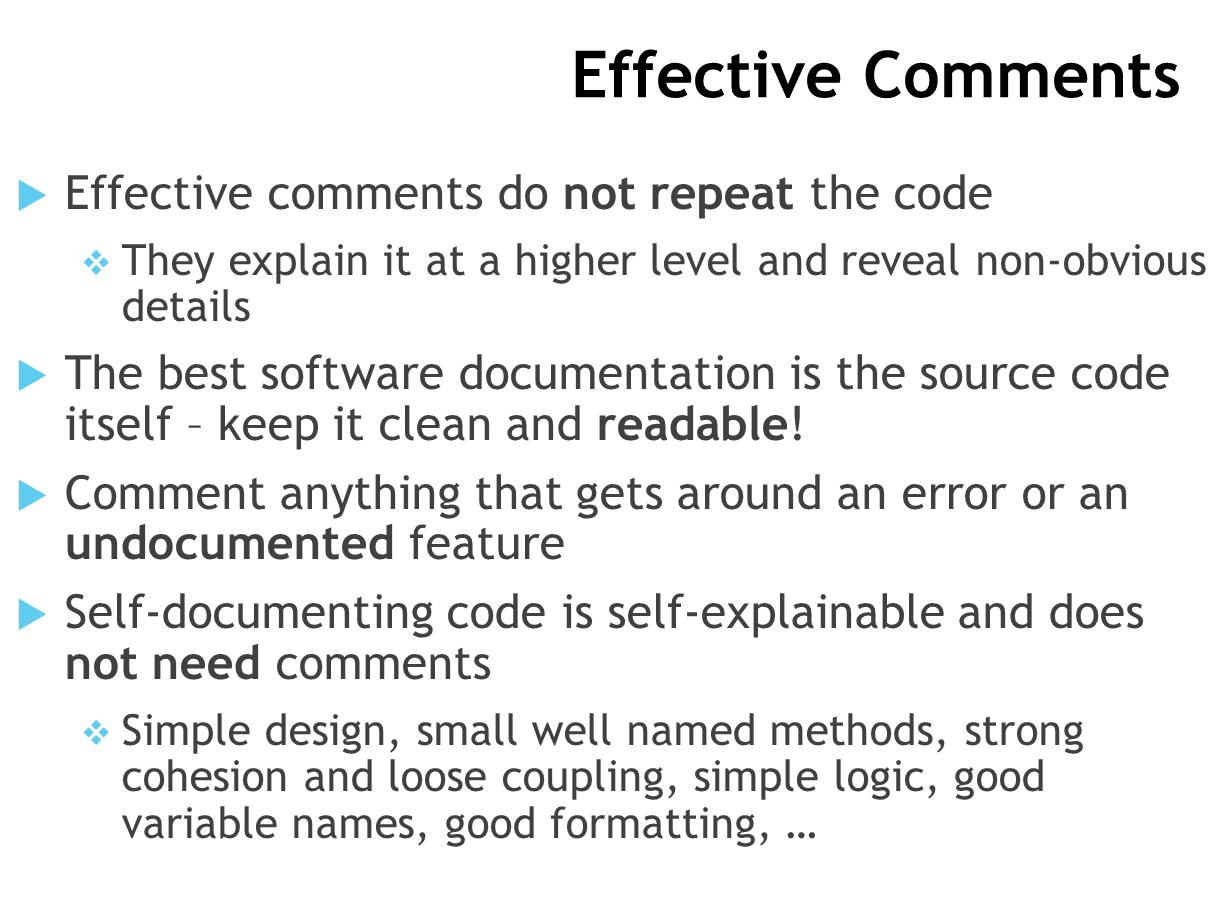 Effective Comments
Effective comments do not repeat the code
They explain it at a higher level and reveal non-obvious
details
The best software documentation is the source code
itself – keep it clean and readable!
Comment anything that gets around an error or an
undocumented feature
Self-documenting code is self-explainable and does
not need comments
Simple design, small well named methods, strong
cohesion and loose coupling, simple logic, good
variable names, good formatting, …